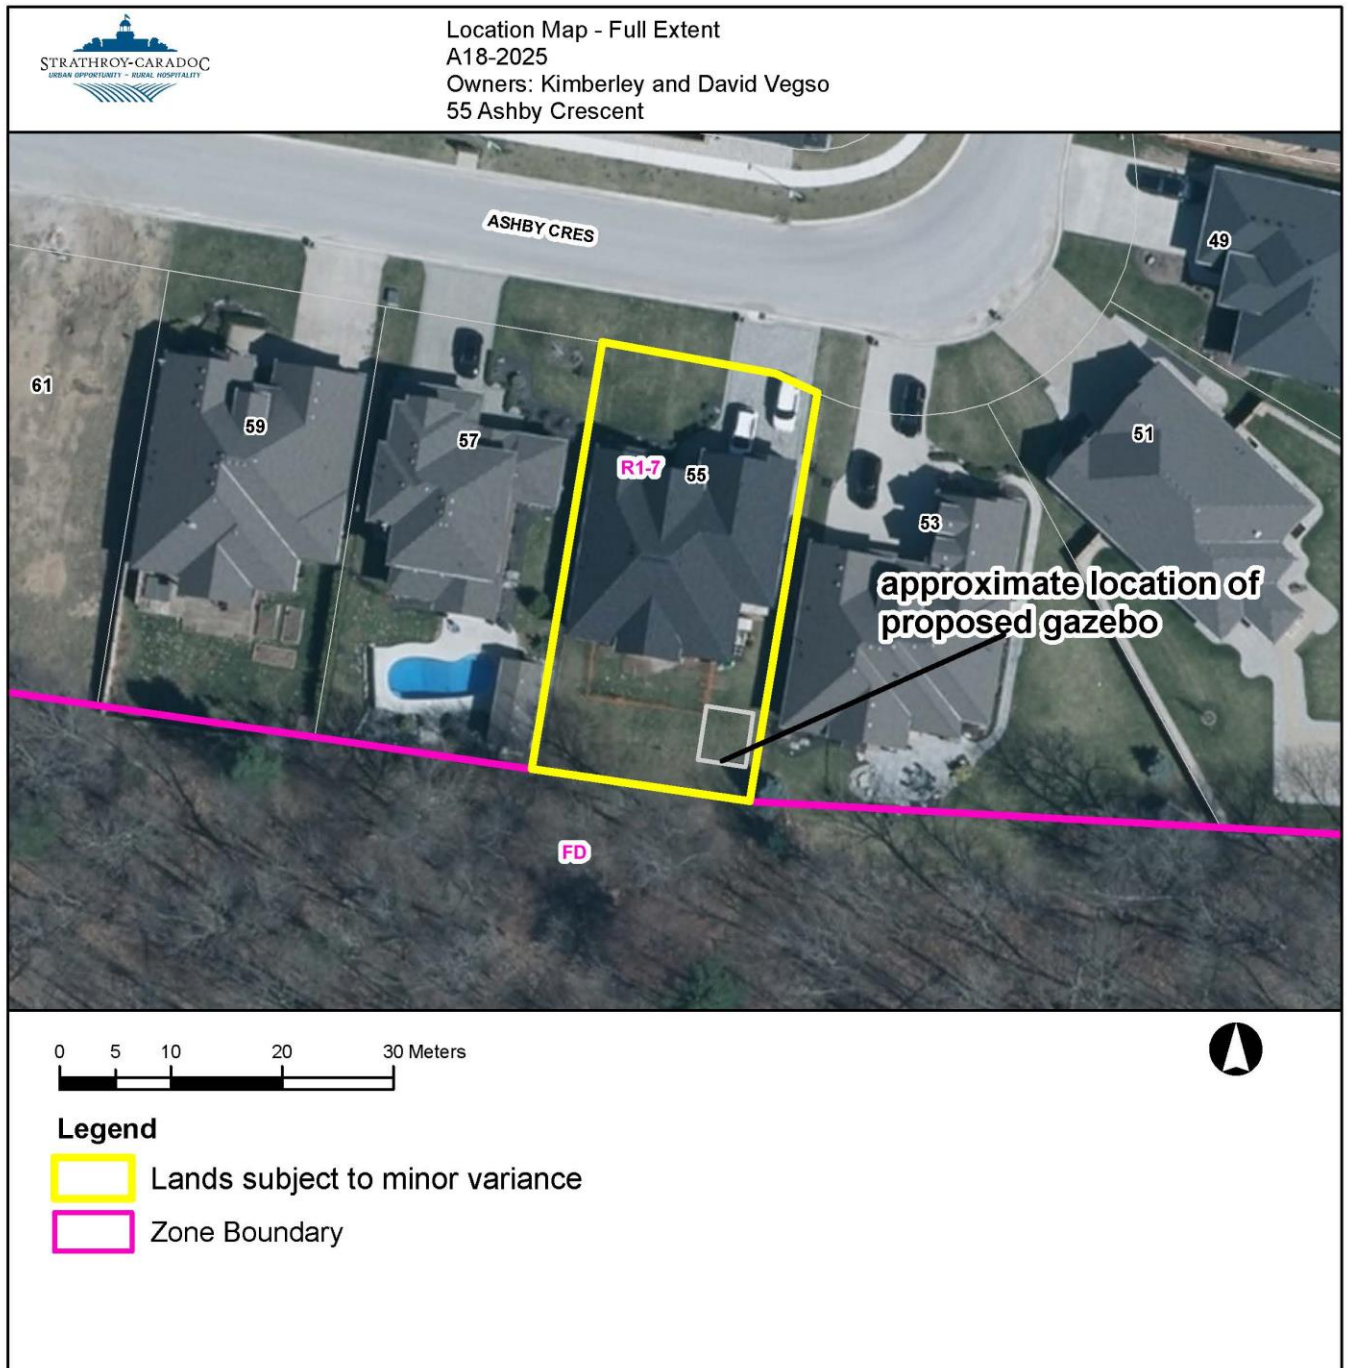 STRATHROY-CARADOC
URBAN OPPORTUNITY ~ RURAL HOSPITALITY
Location Map - Full Extent
A18-2025
Owners: Kimberley and David Vegso
55 Ashby Crescent
ASHBY CRES
49
61
59
57
R1-7
55
51
53
approximate location of
proposed gazebo
FD
0 5 10 20 30 Meters
Legend
Lands subject to minor variance
Zone Boundary